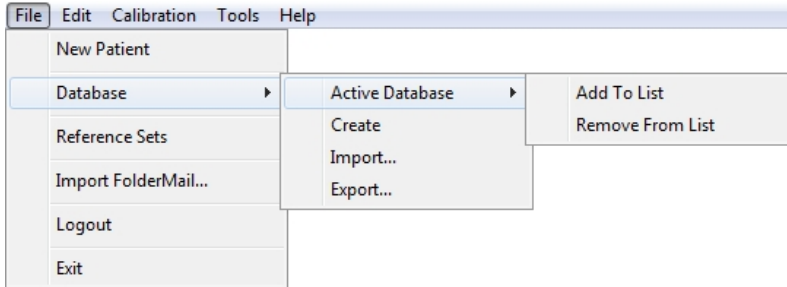 File Edit Calibration Tools Help
New Patient
Database Active Database Add To List
Create Remove From List
Reference Sets
Import...
Import FolderMail...
Export...
Logout
Exit